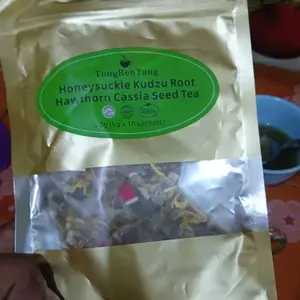 TongRenTang
Honeysuckle Kudzu Root
Hawthorn Cassia Seed Tea